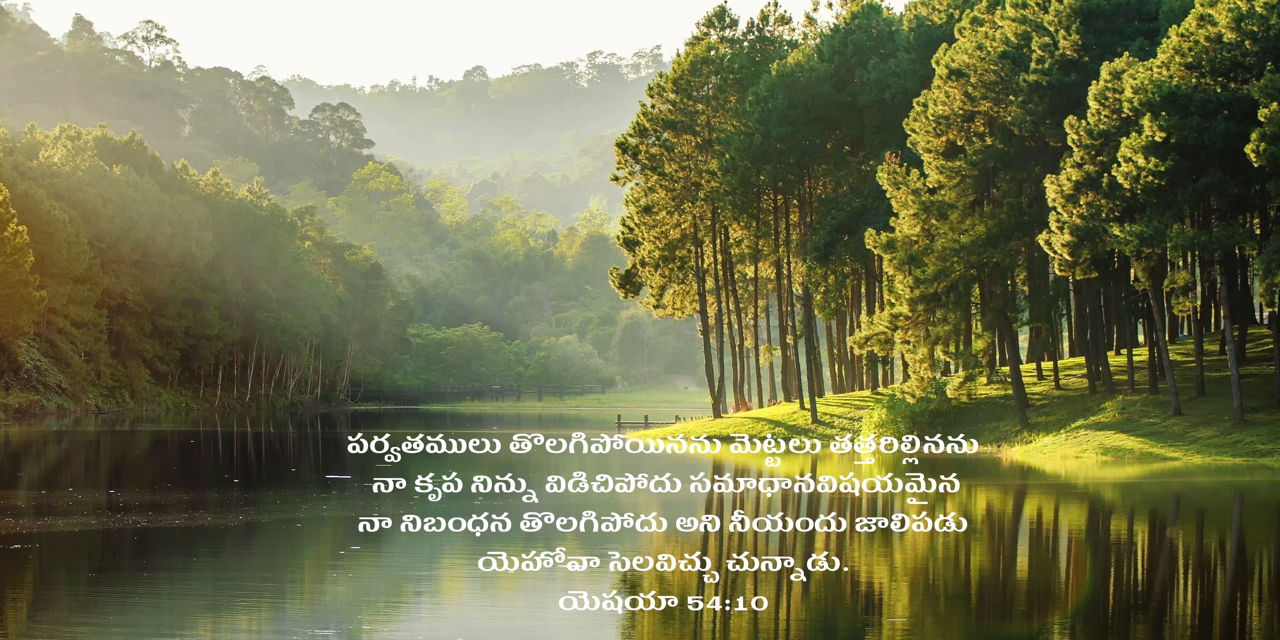 పర్వతములు తొలగిపోయినను మెట్టలు తత్తరిల్లినను
నా కృప నిన్ను విడిచిపోదు సమాధానవిషయమైన
నా నిబంధన తొలగిపోదు అని నీయందు జాలిపడు
యెహోవా సెలవిచ్చు చున్నాడు.
యెషయా 54:10